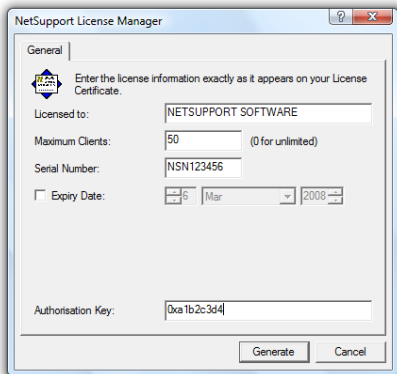 NetSupport License Manager
General
Enter the license information exactly as it appears on your License
Certificate.
Licensed to: NETSUPPORT SOFTWARE
Maximum Clients: 50 (0 for unlimited)
Serial Number: NSN123456
Expiry Date: 6 Mar 2008
Authorisation Key: 0xa1b2c3d4
Generate Cancel